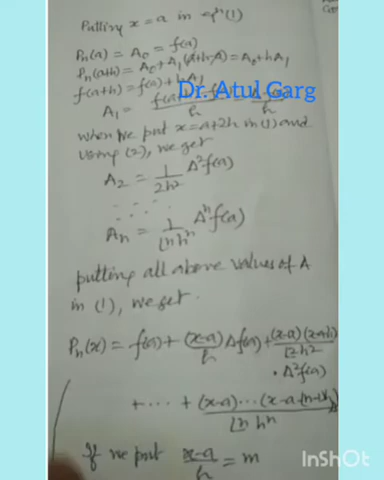 Putting x=a in eqⁿ(1)
Pn(a) = A₀ = f(a)
Pn(a+h) = A₀+A₁(a+h-a) = A₀+hA₁
f(a+h) = f(a)+hA₁
Dr. Atul Garg
A₁ =
h
when we put x=a+2h in (1) and
using (2), we get
A₂ = 1/(2h²) Δ²f(a)
An = 1/(⌊n hⁿ) Δⁿf(a)
putting all above values of A
in (1), we get.
Pn(x) = f(a) + (x-a)/h Δf(a) + (x-a)(x-a-h)/(⌊2 h²)
· Δ²f(a)
+ ··· + (x-a)...(x-a-(n-1)h)/(⌊n hⁿ)
If we put (x-a)/h = m
InShOt